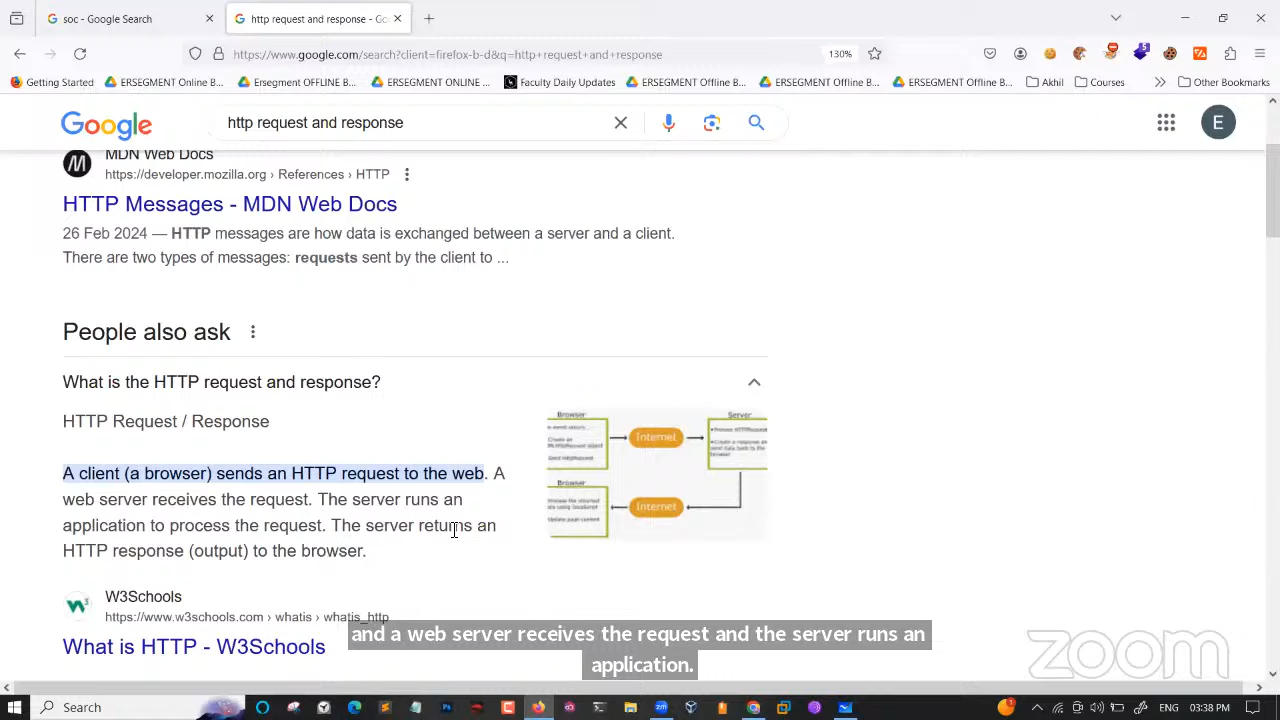 soc - Google Search
http request and response - Go
https://www.google.com/search?client=firefox-b-d&q=http+request+and+response
130%
5
Getting Started
ERSEGMENT Online B...
Ersegment OFFLINE B...
ERSEGMENT ONLINE ...
Faculty Daily Updates
ERSEGMENT Offline B...
ERSEGMENT Offline B...
ERSEGMENT Offline B...
Akhil
Courses
Other Bookmarks
Google
http request and response
E
MDN Web Docs
https://developer.mozilla.org › References › HTTP
HTTP Messages - MDN Web Docs
26 Feb 2024 — HTTP messages are how data is exchanged between a server and a client.
There are two types of messages: requests sent by the client to ...
People also ask
What is the HTTP request and response?
HTTP Request / Response
A client (a browser) sends an HTTP request to the web. A
web server receives the request. The server runs an
application to process the request. The server returns an
HTTP response (output) to the browser.
Browser
Internet
Server
Browser
Internet
W3Schools
https://www.w3schools.com › whatis › whatis_http
What is HTTP - W3Schools
and a web server receives the request and the server runs an
application.
zoom
Search
ENG
03:38 PM